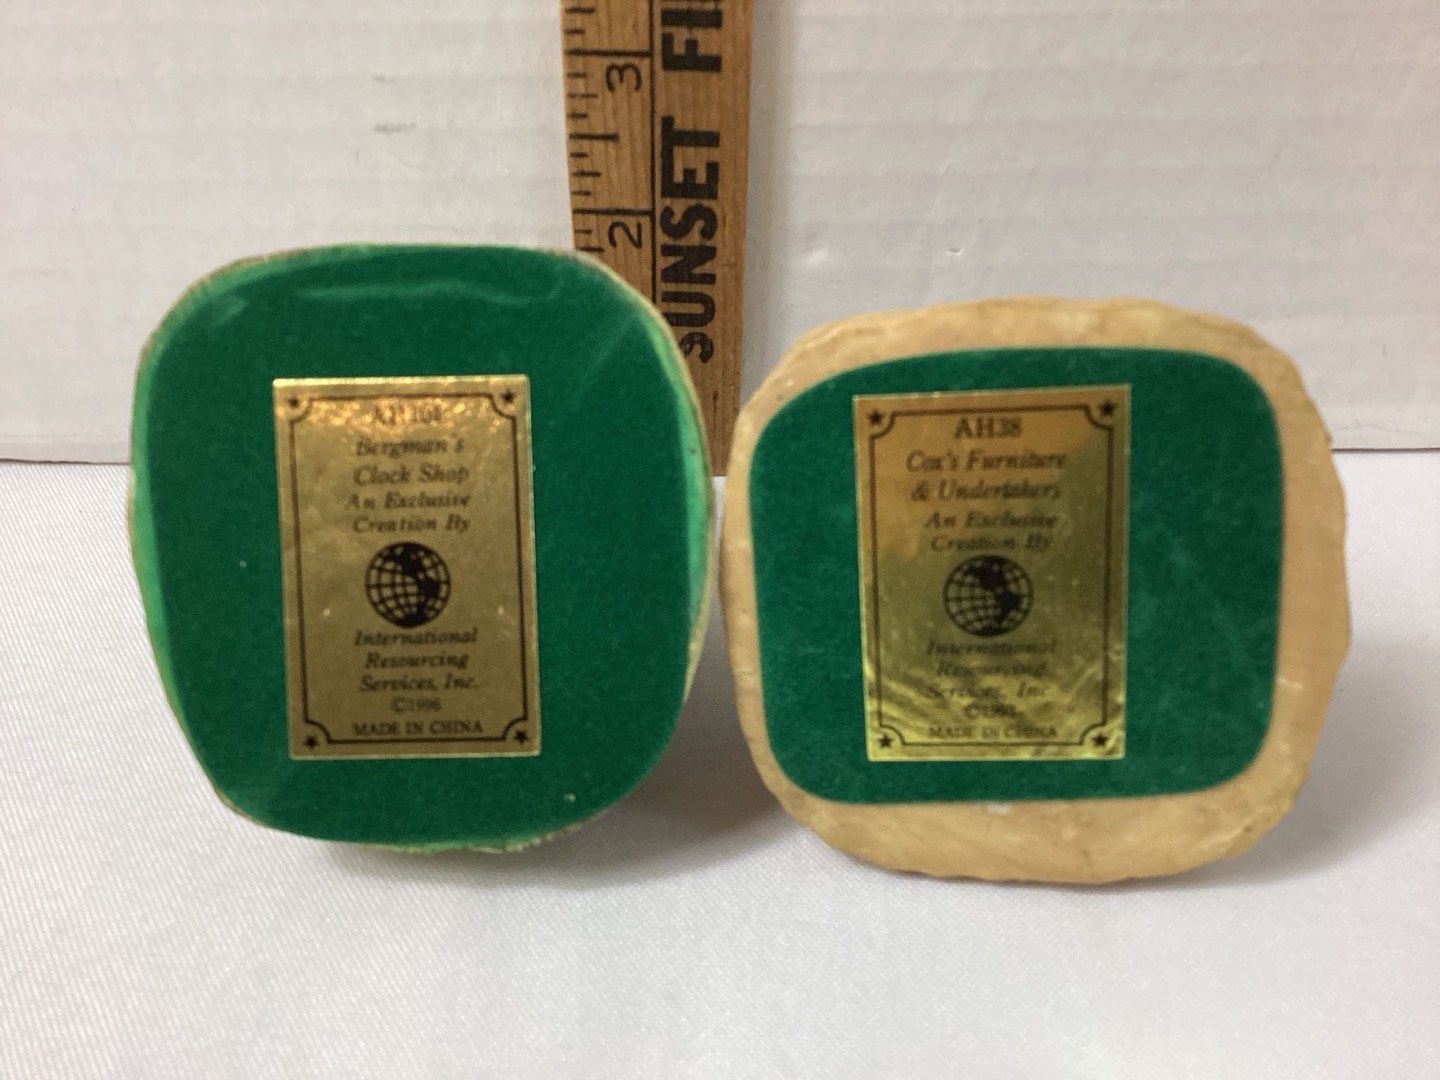 3
2
SUNSET
Bergman's
Clock Shop
An Exclusive
Creation By
International
Resourcing
Services, Inc.
©1996
MADE IN CHINA
AH38
Cox's Furniture
& Undertakers
An Exclusive
Creation By
International
Resourcing
Services, Inc.
MADE IN CHINA